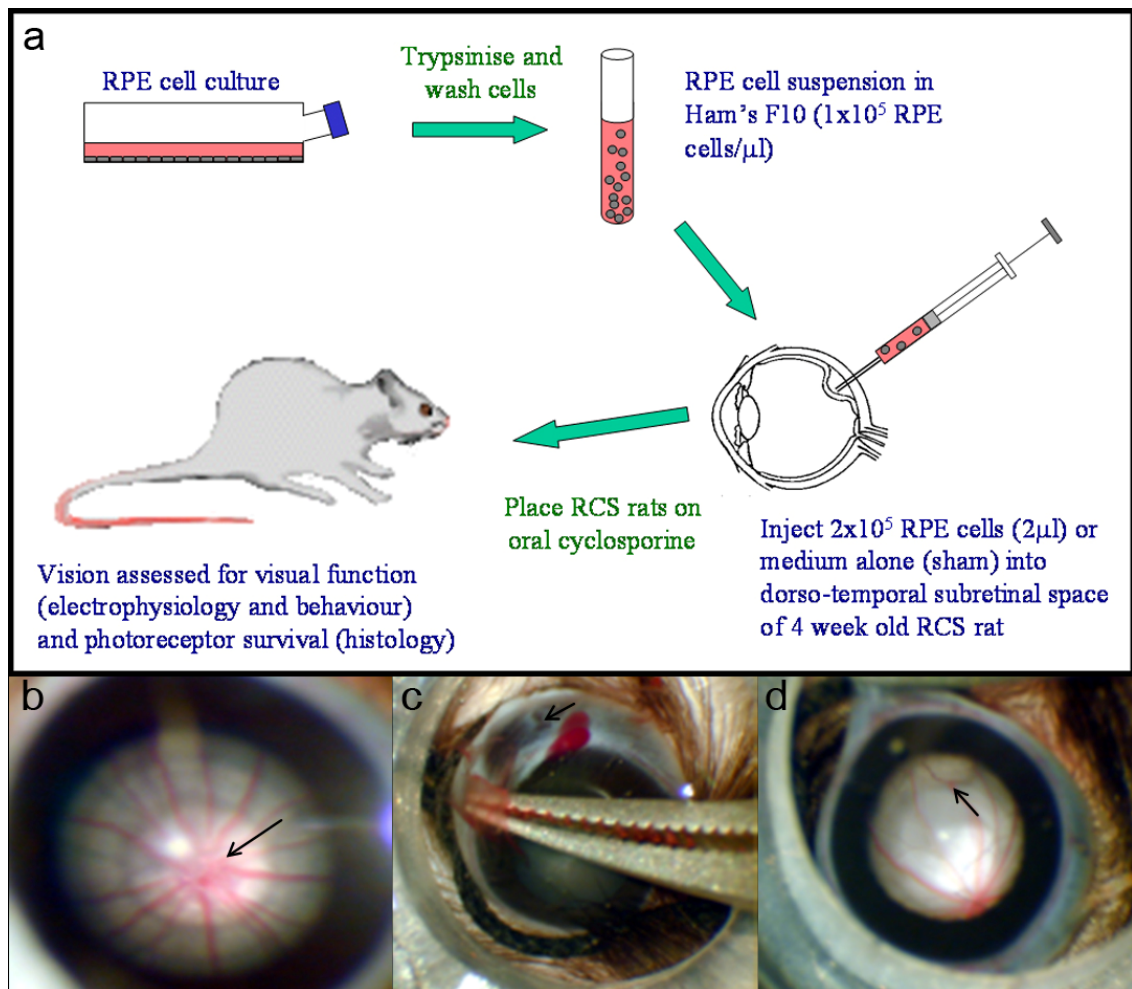 a
RPE cell culture
Trypsinise and
wash cells
RPE cell suspension in
Ham's F10 (1x10⁵ RPE
cells/μl)
Inject 2x10⁵ RPE cells (2μl) or
medium alone (sham) into
dorso-temporal subretinal space
of 4 week old RCS rat
Place RCS rats on
oral cyclosporine
Vision assessed for visual function
(electrophysiology and behaviour)
and photoreceptor survival (histology)
b
c
d